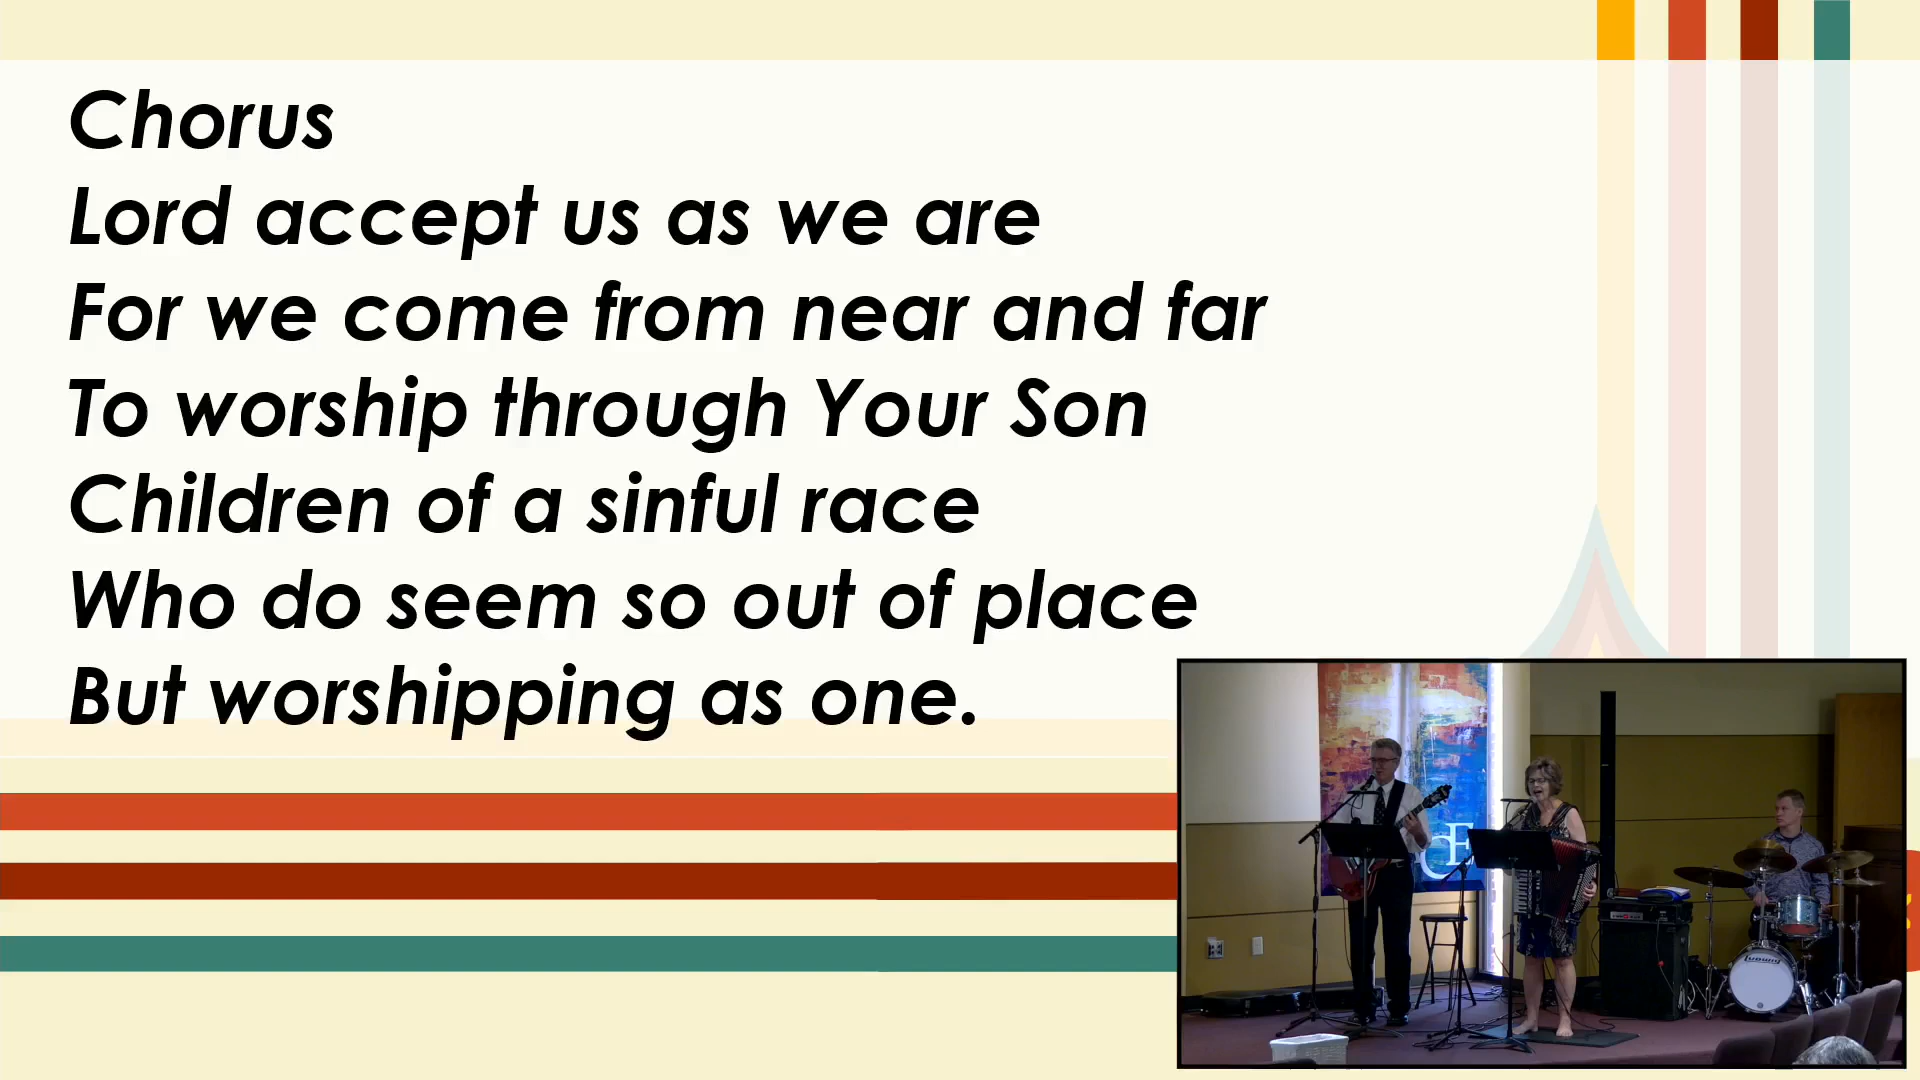 Chorus
Lord accept us as we are
For we come from near and far
To worship through Your Son
Children of a sinful race
Who do seem so out of place
But worshipping as one.
Ludwig